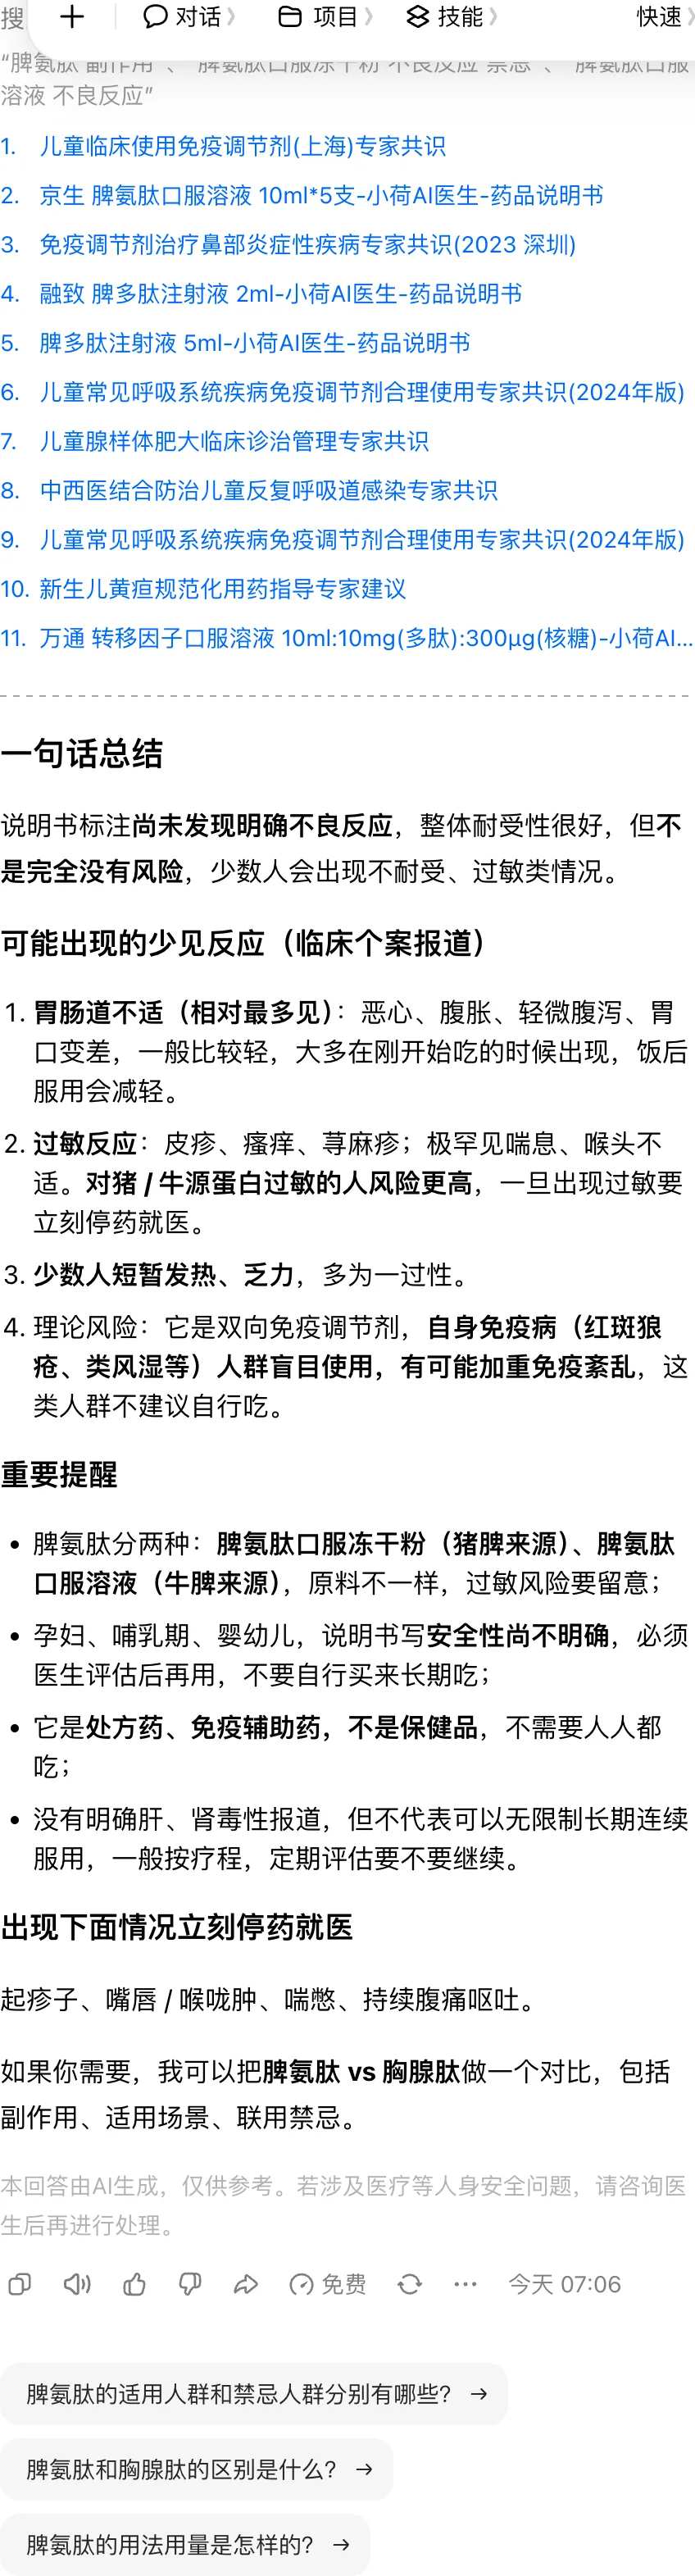 搜
对话》
项目》
技能》
快速》
“脾氨肽 副作用”、“脾氨肽口服冻干粉 不良反应 禁忌”、“脾氨肽口服
溶液 不良反应”
1. 儿童临床使用免疫调节剂(上海)专家共识
2. 京生 脾氨肽口服溶液 10ml*5支-小荷AI医生-药品说明书
3. 免疫调节剂治疗鼻部炎症性疾病专家共识(2023 深圳)
4. 融致 脾多肽注射液 2ml-小荷AI医生-药品说明书
5. 脾多肽注射液 5ml-小荷AI医生-药品说明书
6. 儿童常见呼吸系统疾病免疫调节剂合理使用专家共识(2024年版)
7. 儿童腺样体肥大临床诊治管理专家共识
8. 中西医结合防治儿童反复呼吸道感染专家共识
9. 儿童常见呼吸系统疾病免疫调节剂合理使用专家共识(2024年版)
10. 新生儿黄疸规范化用药指导专家建议
11. 万通 转移因子口服溶液 10ml:10mg(多肽):300μg(核糖)-小荷AI...
一句话总结
说明书标注尚未发现明确不良反应，整体耐受性很好，但不
是完全没有风险，少数人会出现不耐受、过敏类情况。
可能出现的少见反应（临床个案报道）
1. 胃肠道不适（相对最多见）：恶心、腹胀、轻微腹泻、胃
口变差，一般比较轻，大多在刚开始吃的时候出现，饭后
服用会减轻。
2. 过敏反应：皮疹、瘙痒、荨麻疹；极罕见喘息、喉头不
适。对猪 / 牛源蛋白过敏的人风险更高，一旦出现过敏要
立刻停药就医。
3. 少数人短暂发热、乏力，多为一过性。
4. 理论风险：它是双向免疫调节剂，自身免疫病（红斑狼
疮、类风湿等）人群盲目使用，有可能加重免疫紊乱，这
类人群不建议自行吃。
重要提醒
• 脾氨肽分两种：脾氨肽口服冻干粉（猪脾来源）、脾氨肽
口服溶液（牛脾来源），原料不一样，过敏风险要留意；
• 孕妇、哺乳期、婴幼儿，说明书写安全性尚不明确，必须
医生评估后再用，不要自行买来长期吃；
• 它是处方药、免疫辅助药，不是保健品，不需要人人都
吃；
• 没有明确肝、肾毒性报道，但不代表可以无限制长期连续
服用，一般按疗程，定期评估要不要继续。
出现下面情况立刻停药就医
起疹子、嘴唇 / 喉咙肿、喘憋、持续腹痛呕吐。
如果你需要，我可以把脾氨肽 vs 胸腺肽做一个对比，包括
副作用、适用场景、联用禁忌。
本回答由AI生成，仅供参考。若涉及医疗等人身安全问题，请咨询医
生后再进行处理。
免费
今天 07:06
脾氨肽的适用人群和禁忌人群分别有哪些？ →
脾氨肽和胸腺肽的区别是什么？ →
脾氨肽的用法用量是怎样的？ →